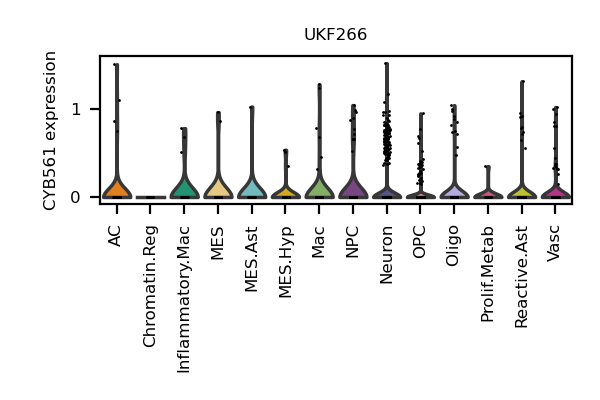 UKF266
CYB561 expression
1
0
AC
Chromatin.Reg
Inflammatory.Mac
MES
MES.Ast
MES.Hyp
Mac
NPC
Neuron
OPC
Oligo
Prolif.Metab
Reactive.Ast
Vasc